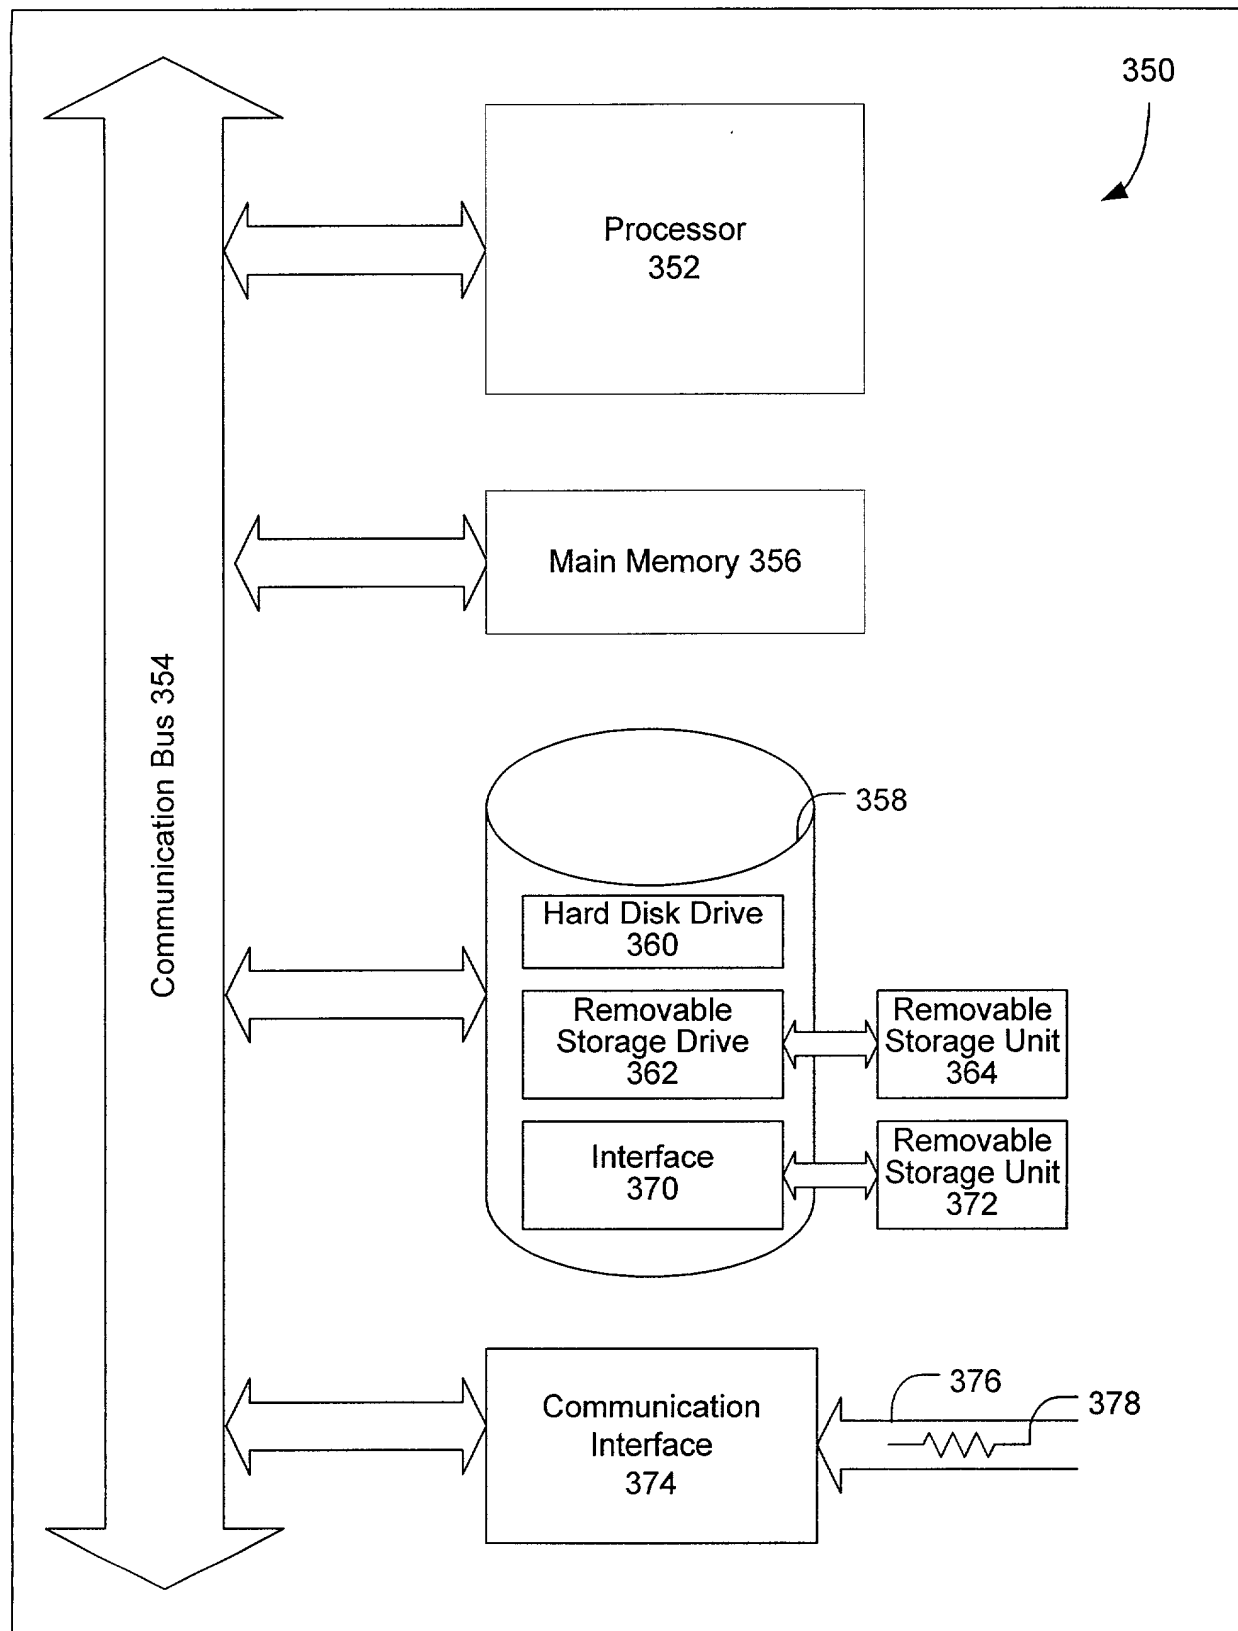 350
Processor
352
Main Memory 356
Communication Bus 354
358
Hard Disk Drive
360
Removable
Storage Drive
362
Removable
Storage Unit
364
Interface
370
Removable
Storage Unit
372
Communication
Interface
374
376
378